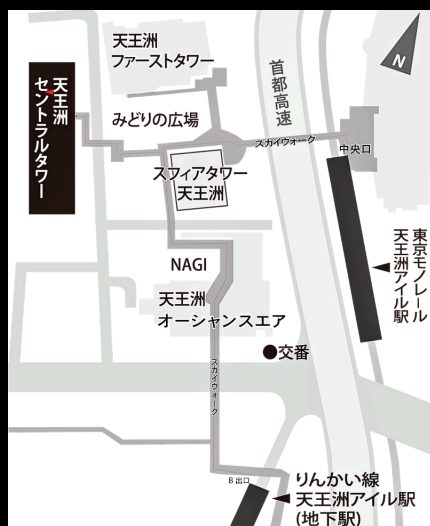 天王洲
ファーストタワー
首都高速
N
天王洲
セントラルタワー
みどりの広場
スカイウォーク
中央口
スフィアタワー
天王洲
東京モノレール
天王洲アイル駅
NAGI
天王洲
オーシャンスエア
交番
スカイウォーク
B出口
りんかい線
天王洲アイル駅
(地下駅)